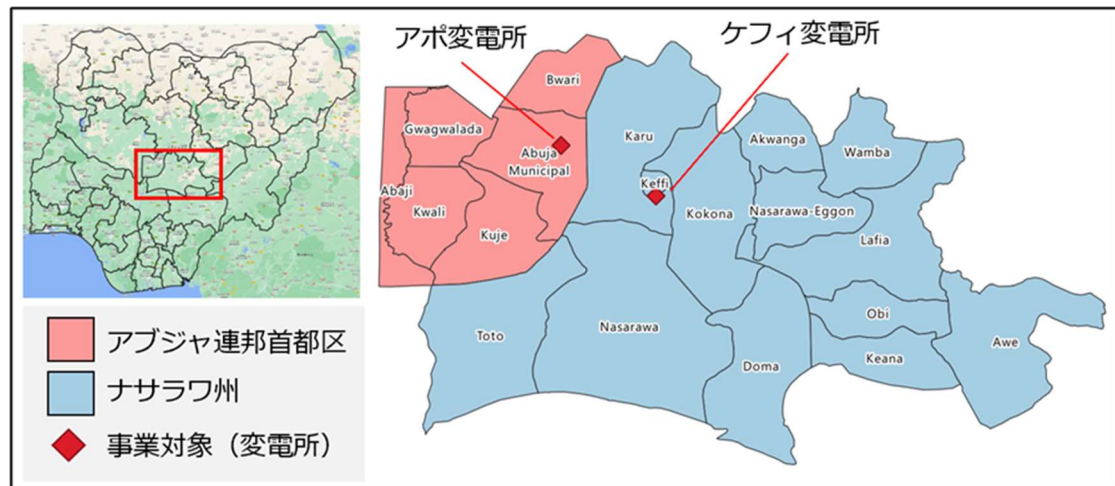 アポ変電所
ケフィ変電所
Bwari
Gwagwalada
Karu
Akwanga
Wamba
Abuja
Municipal
Abaji
Keffi
Kwali
Kokona
Nasarawa-Eggon
Kuje
Lafia
Toto
Nasarawa
Obi
Awe
Doma
Keana
アブジャ連邦首都区
ナサラワ州
事業対象（変電所）